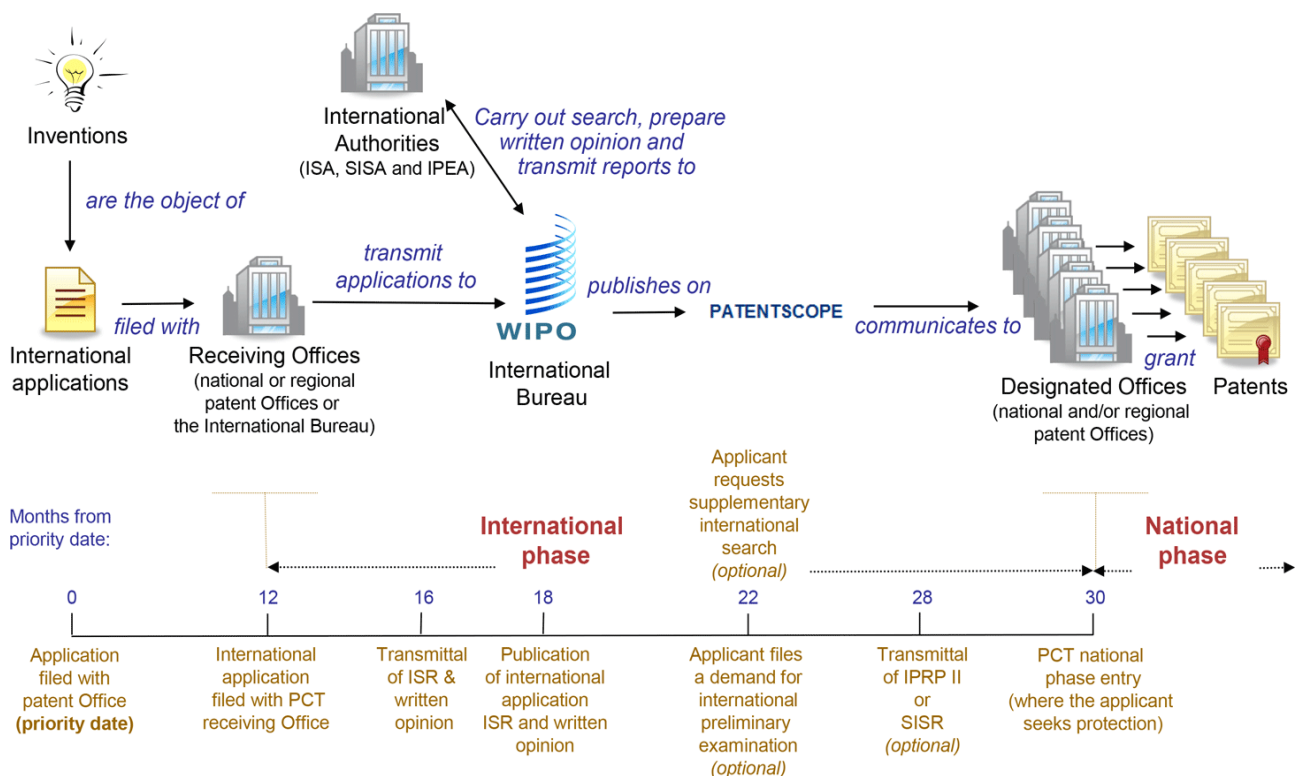 Inventions
are the object of
International
applications
filed with
Receiving Offices
(national or regional
patent Offices or
the International Bureau)
transmit
applications to
International
Authorities
(ISA, SISA and IPEA)
Carry out search, prepare
written opinion and
transmit reports to
WIPO
International
Bureau
publishes on
PATENTSCOPE
communicates to
Designated Offices
(national and/or regional
patent Offices)
grant
Patents
Months from
priority date:
International
phase
Applicant
requests
supplementary
international
search
(optional)
National
phase
0
12
16
18
22
28
30
Application
filed with
patent Office
(priority date)
International
application
filed with PCT
receiving Office
Transmittal
of ISR &
written
opinion
Publication
of international
application
ISR and written
opinion
Applicant files
a demand for
international
preliminary
examination
(optional)
Transmittal
of IPRP II
or
SISR
(optional)
PCT national
phase entry
(where the applicant
seeks protection)